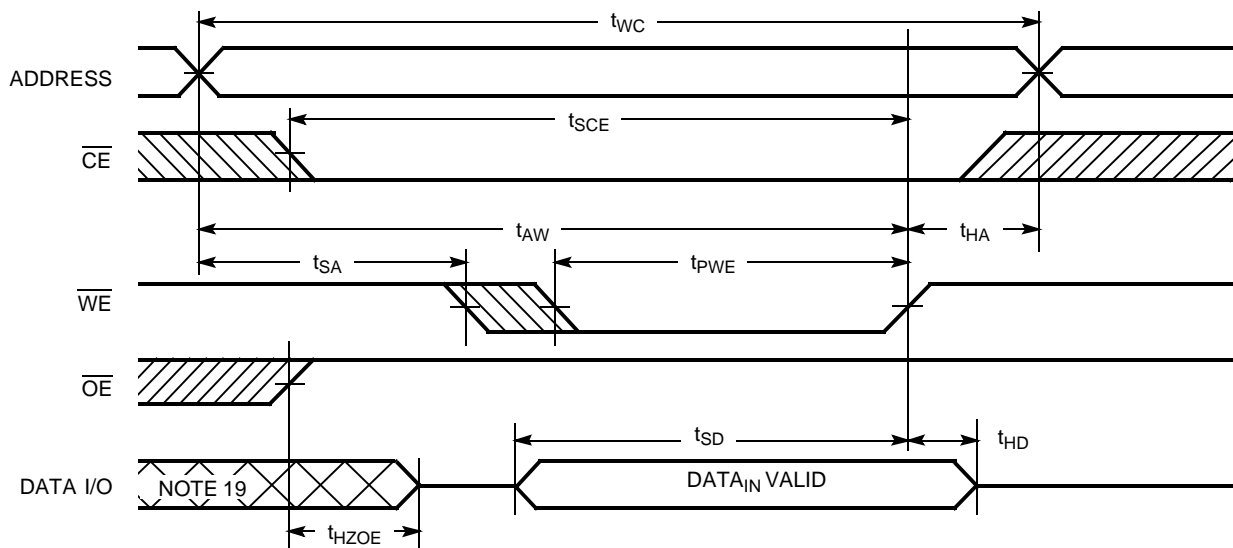 tWC
ADDRESS
tSCE
CE
tAW
tHA
tSA
tPWE
WE
OE
tSD
tHD
DATA I/O
NOTE 19
DATAIN VALID
tHZOE